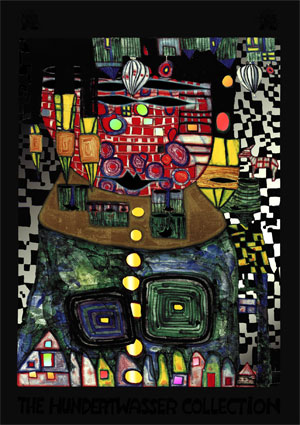 THE HUNDERTWASSER COLLECTION